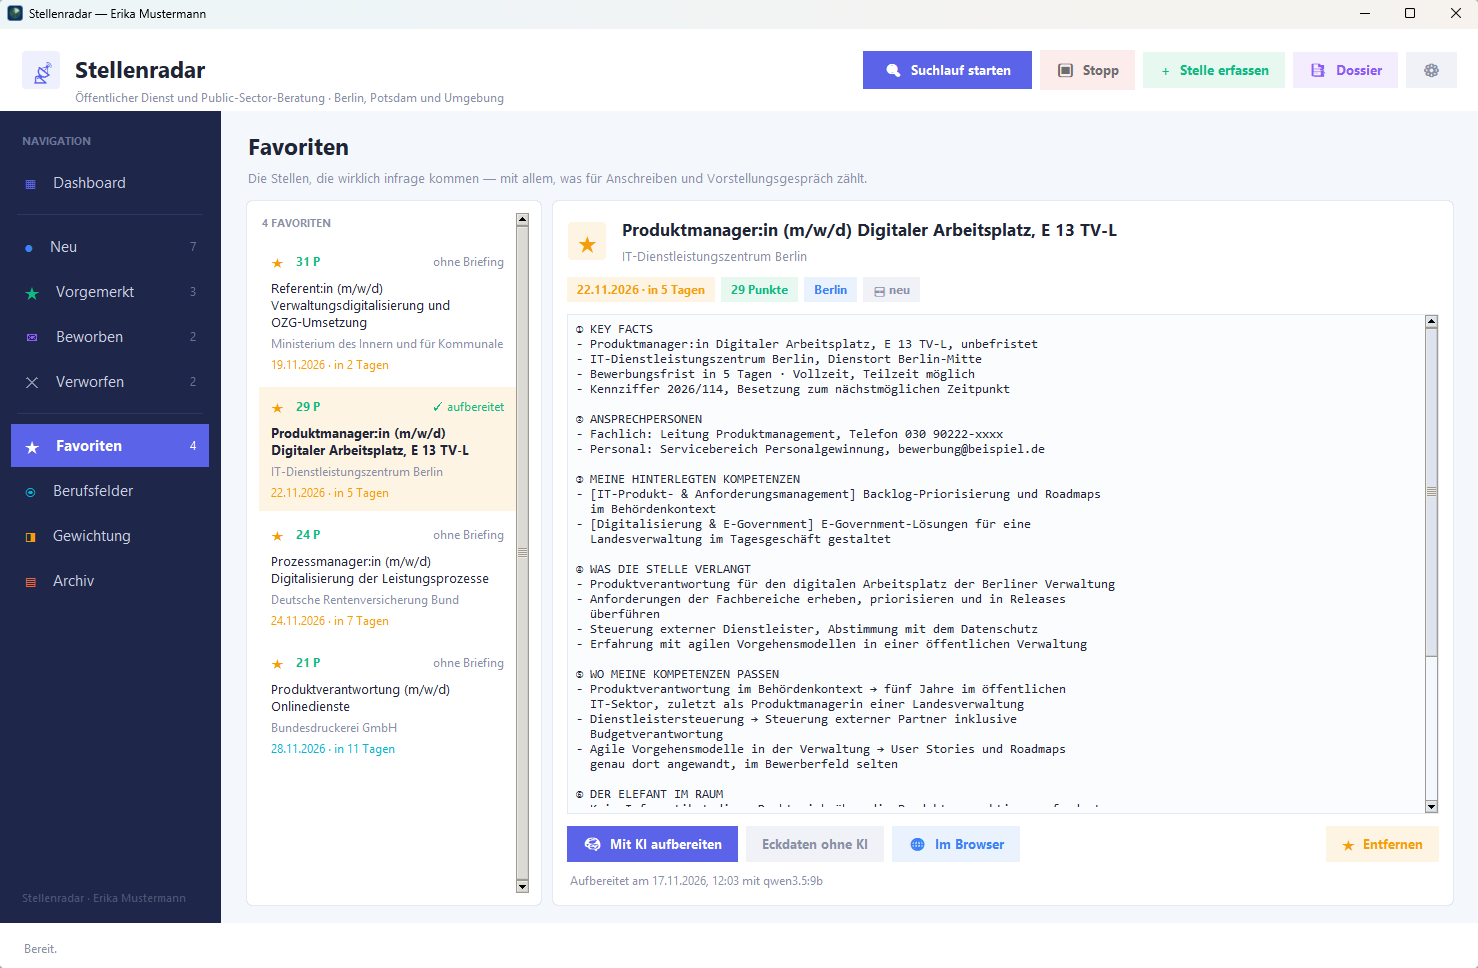 Stellenradar — Erika Mustermann
Stellenradar
Öffentlicher Dienst und Public-Sector-Beratung · Berlin, Potsdam und Umgebung
Suchlauf starten
Stopp
+ Stelle erfassen
Dossier
NAVIGATION
Dashboard
Neu 7
Vorgemerkt 3
Beworben 2
Verworfen 2
Favoriten 4
Berufsfelder
Gewichtung
Archiv
Stellenradar · Erika Mustermann
Favoriten
Die Stellen, die wirklich infrage kommen — mit allem, was für Anschreiben und Vorstellungsgespräch zählt.
4 FAVORITEN
★ 31 P ohne Briefing
Referent:in (m/w/d)
Verwaltungsdigitalisierung und
OZG-Umsetzung
Ministerium des Innern und für Kommunale
19.11.2026 · in 2 Tagen
★ 29 P ✓ aufbereitet
Produktmanager:in (m/w/d)
Digitaler Arbeitsplatz, E 13 TV-L
IT-Dienstleistungszentrum Berlin
22.11.2026 · in 5 Tagen
★ 24 P ohne Briefing
Prozessmanager:in (m/w/d)
Digitalisierung der Leistungsprozesse
Deutsche Rentenversicherung Bund
24.11.2026 · in 7 Tagen
★ 21 P ohne Briefing
Produktverantwortung (m/w/d)
Onlinedienste
Bundesdruckerei GmbH
28.11.2026 · in 11 Tagen
Produktmanager:in (m/w/d) Digitaler Arbeitsplatz, E 13 TV-L
IT-Dienstleistungszentrum Berlin
22.11.2026 · in 5 Tagen
29 Punkte
Berlin
neu
KEY FACTS
- Produktmanager:in Digitaler Arbeitsplatz, E 13 TV-L, unbefristet
- IT-Dienstleistungszentrum Berlin, Dienstort Berlin-Mitte
- Bewerbungsfrist in 5 Tagen · Vollzeit, Teilzeit möglich
- Kennziffer 2026/114, Besetzung zum nächstmöglichen Zeitpunkt
ANSPRECHPERSONEN
- Fachlich: Leitung Produktmanagement, Telefon 030 90222-xxxx
- Personal: Servicebereich Personalgewinnung, bewerbung@beispiel.de
MEINE HINTERLEGTEN KOMPETENZEN
- [IT-Produkt- & Anforderungsmanagement] Backlog-Priorisierung und Roadmaps
im Behördenkontext
- [Digitalisierung & E-Government] E-Government-Lösungen für eine
Landesverwaltung im Tagesgeschäft gestaltet
WAS DIE STELLE VERLANGT
- Produktverantwortung für den digitalen Arbeitsplatz der Berliner Verwaltung
- Anforderungen der Fachbereiche erheben, priorisieren und in Releases
überführen
- Steuerung externer Dienstleister, Abstimmung mit dem Datenschutz
- Erfahrung mit agilen Vorgehensmodellen in einer öffentlichen Verwaltung
WO MEINE KOMPETENZEN PASSEN
- Produktverantwortung im Behördenkontext → fünf Jahre im öffentlichen
IT-Sektor, zuletzt als Produktmanagerin einer Landesverwaltung
- Dienstleistersteuerung → Steuerung externer Partner inklusive
Budgetverantwortung
- Agile Vorgehensmodelle in der Verwaltung → User Stories und Roadmaps
genau dort angewandt, im Bewerberfeld selten
DER ELEFANT IM RAUM
Mit KI aufbereiten
Eckdaten ohne KI
Im Browser
★ Entfernen
Aufbereitet am 17.11.2026, 12:03 mit qwen3.5:9b
Bereit.